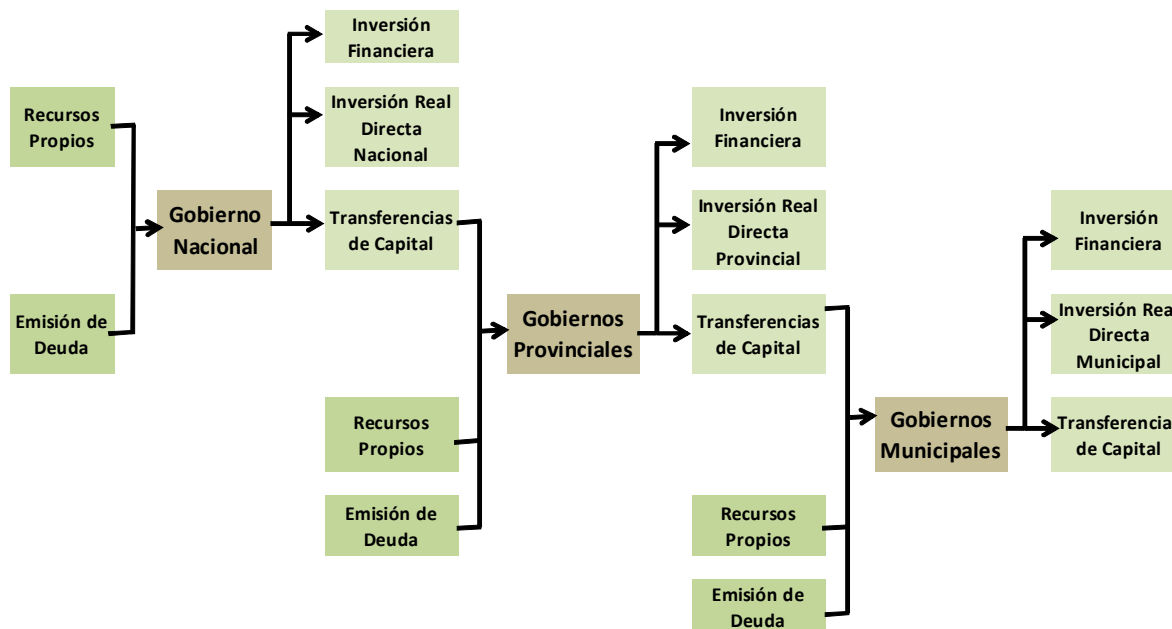 Inversión
Financiera
Recursos
Propios
Inversión Real
Directa
Nacional
Gobierno
Nacional
Transferencias
de Capital
Emisión de
Deuda
Inversión
Financiera
Inversión Real
Directa
Provincial
Gobiernos
Provinciales
Transferencias
de Capital
Recursos
Propios
Emisión de
Deuda
Inversión
Financiera
Inversión Real
Directa
Municipal
Gobiernos
Municipales
Transferencias
de Capital
Recursos
Propios
Emisión de
Deuda